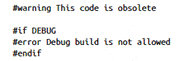 #warning This code is obsolete
#if DEBUG
#error Debug build is not allowed
#endif